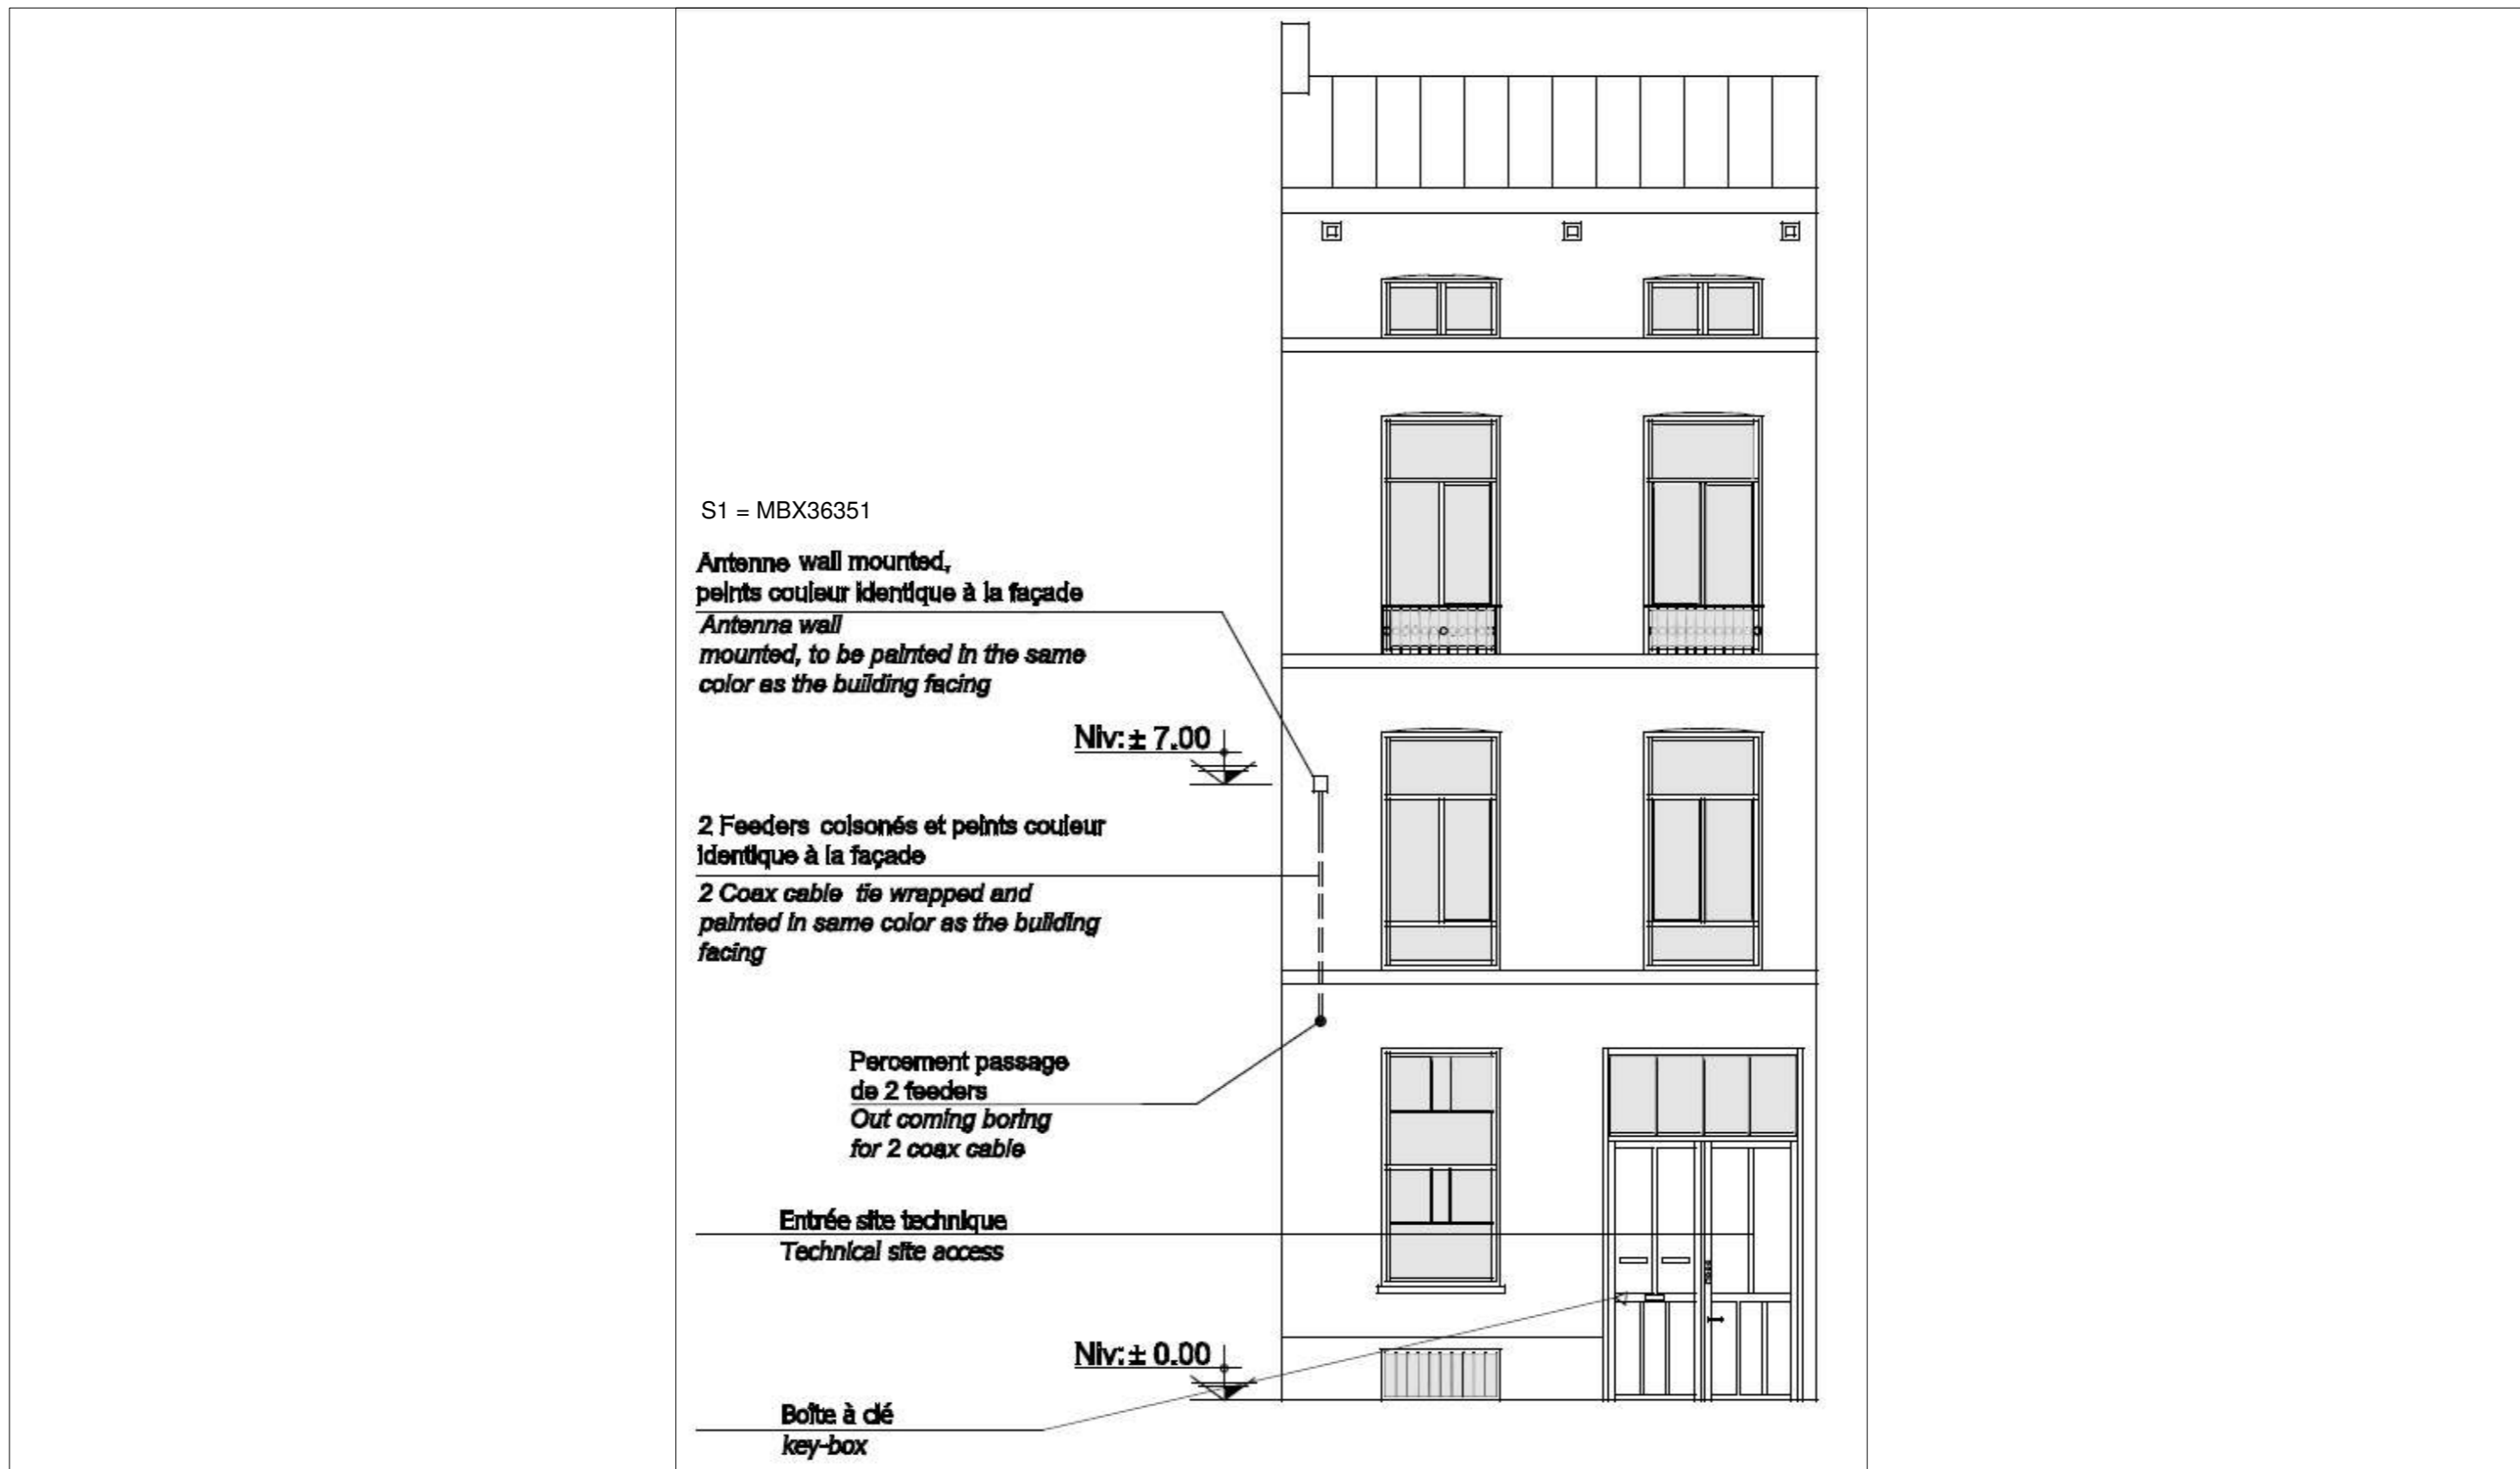 S1 = MBX36351
Antenne wall mounted,
peints couleur identique à la façade
Antenna wall
mounted, to be painted in the same
color as the building facing
Niv: ± 7.00
2 Feeders colsonés et peints couleur
identique à la façade
2 Coax cable tie wrapped and
painted in same color as the building
facing
Percement passage
de 2 feeders
Out coming boring
for 2 coax cable
Entrée site technique
Technical site access
Niv: ± 0.00
Boîte à clé
key-box